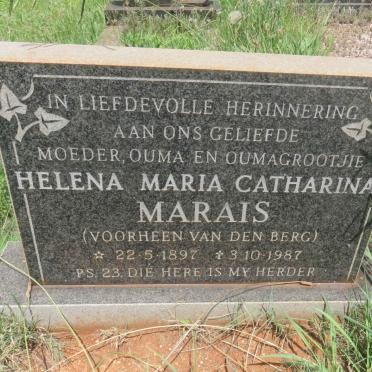 IN LIEFDEVOLLE HERINNERING
AAN ONS GELIEFDE
MOEDER, OUMA EN OUMAGROOTJIE
HELENA MARIA CATHARINA
MARAIS
(VOORHEEN VAN DEN BERG)
☆ 22-5-1897 ✝ 3-10-1987
PS. 23. DIE HERE IS MY HERDER